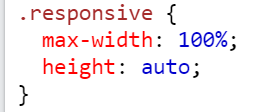 .responsive {
  max-width: 100%;
  height: auto;
}